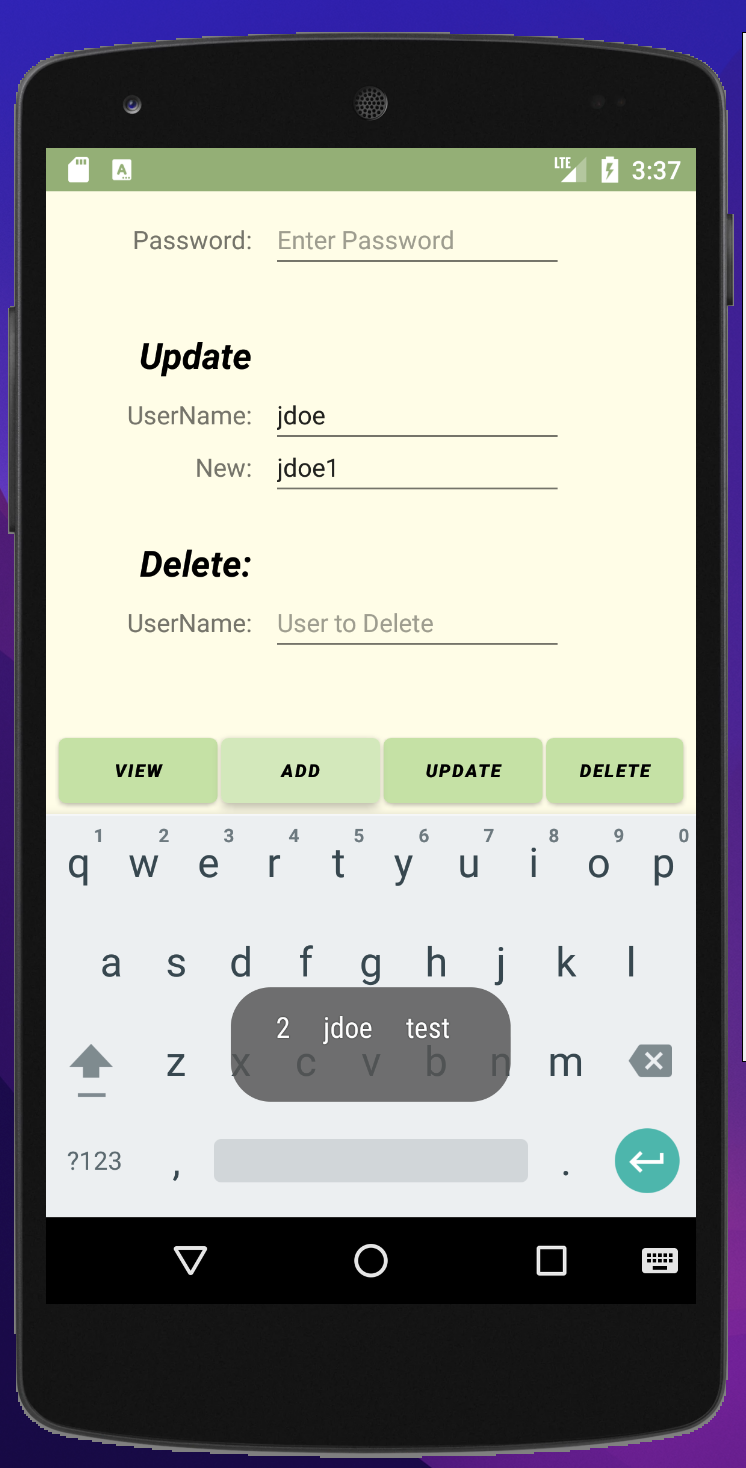 LTE 3:37
Password: Enter Password
Update
UserName: jdoe
New: jdoe1
Delete:
UserName: User to Delete
VIEW ADD UPDATE DELETE
1 2 3 4 5 6 7 8 9 0
q w e r t y u i o p
a s d f g h j k l
2 jdoe test
z x c v b n m
?123 , .